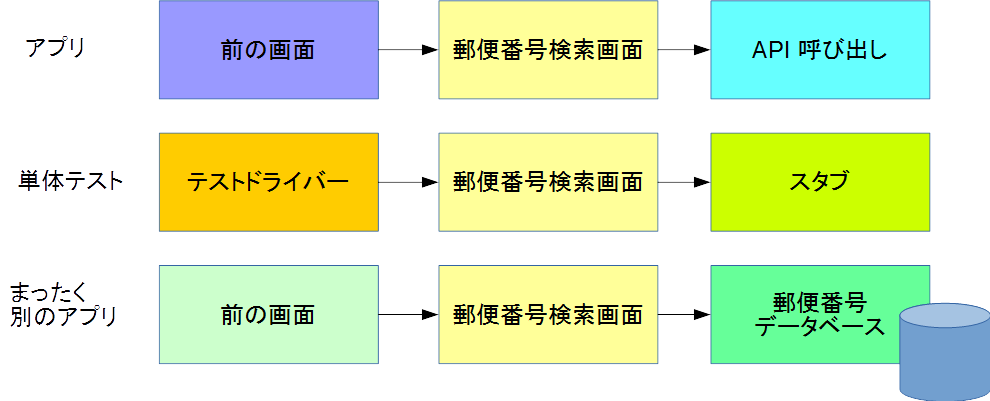 アプリ
前の画面
郵便番号検索画面
API 呼び出し
単体テスト
テストドライバー
郵便番号検索画面
スタブ
まったく
別のアプリ
前の画面
郵便番号検索画面
郵便番号
データベース